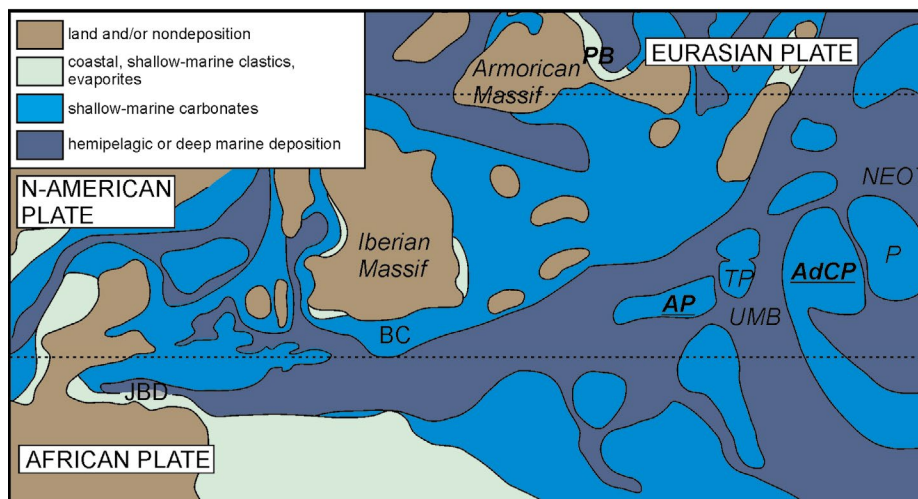 land and/or nondeposition
coastal, shallow-marine clastics,
evaporites
shallow-marine carbonates
hemipelagic or deep marine deposition
PB
EURASIAN PLATE
Armorican
Massif
N-AMERICAN
PLATE
NEOT
Iberian
Massif
AP
TP
AdCP
P
UMB
BC
JBD
AFRICAN PLATE